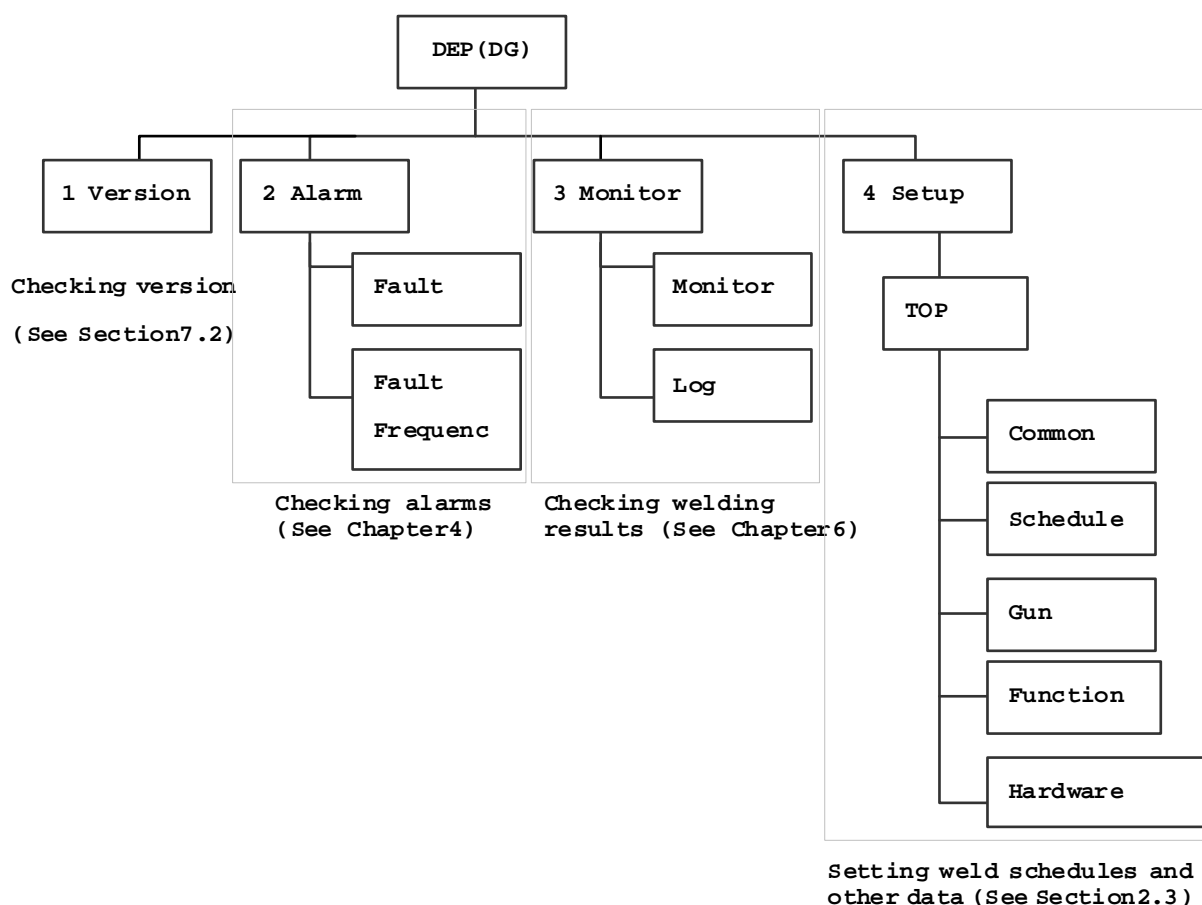 DEP(DG)
1 Version
2 Alarm
3 Monitor
4 Setup
Checking version
(See Section7.2)
Fault
Fault
Frequenc
Checking alarms
(See Chapter4)
Monitor
Log
Checking welding
results (See Chapter6)
TOP
Common
Schedule
Gun
Function
Hardware
Setting weld schedules and
other data (See Section2.3)